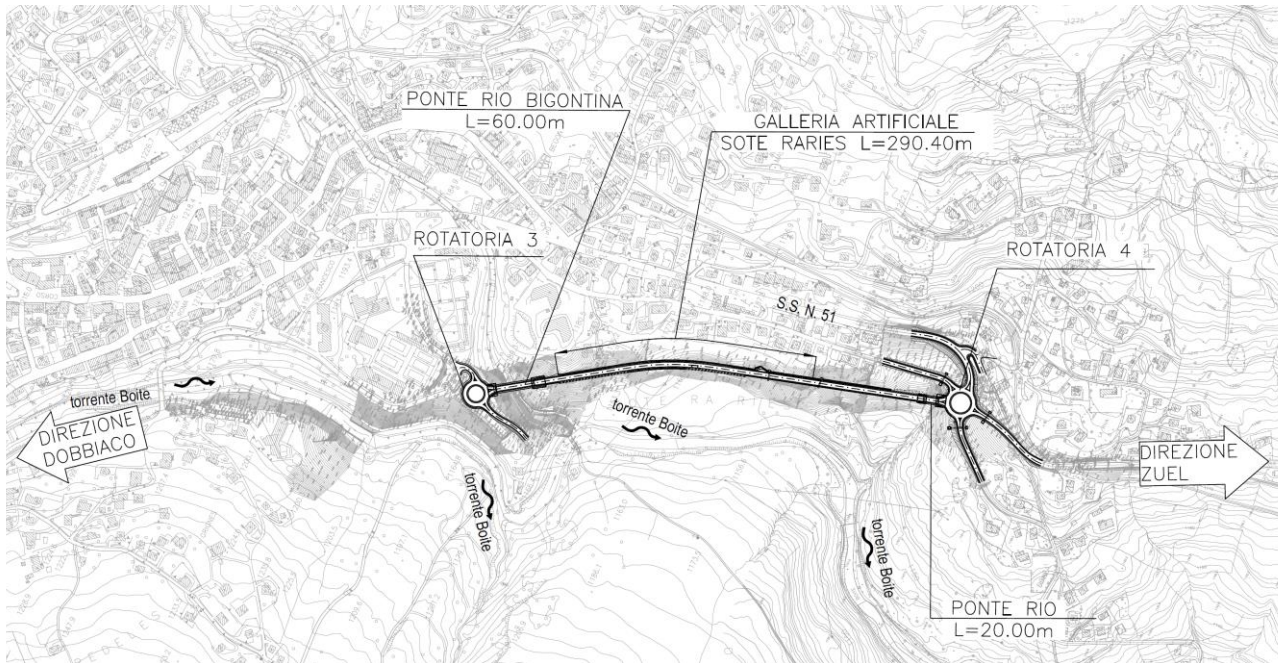 PONTE RIO BIGONTINA
L=60.00m
GALLERIA ARTIFICIALE
SOTE RARIES L=290.40m
ROTATORIA 3
ROTATORIA 4
S.S. N. 51
torrente Boite
DIREZIONE
DOBBIACO
torrente Boite
torrente Boite
torrente Boite
DIREZIONE
ZUEL
PONTE RIO
L=20.00m